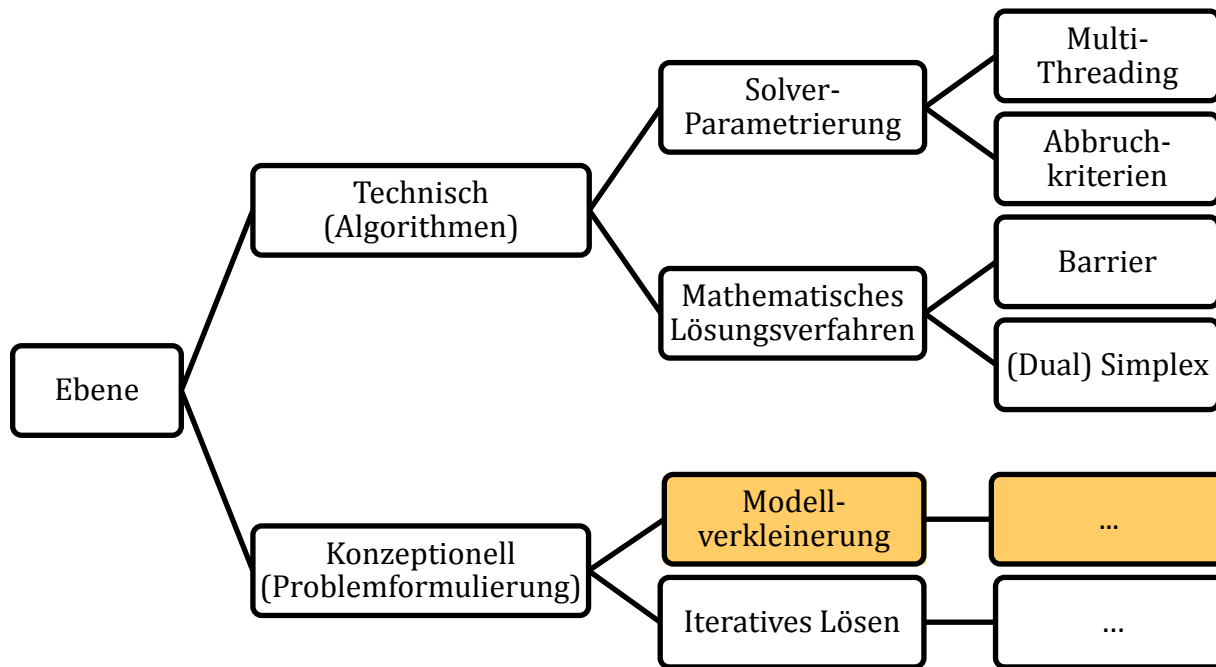 Multi-
Threading
Solver-
Parametrierung
Abbruch-
kriterien
Technisch
(Algorithmen)
Barrier
Mathematisches
Lösungsverfahren
(Dual) Simplex
Ebene
Modell-
verkleinerung
...
Konzeptionell
(Problemformulierung)
Iteratives Lösen
...